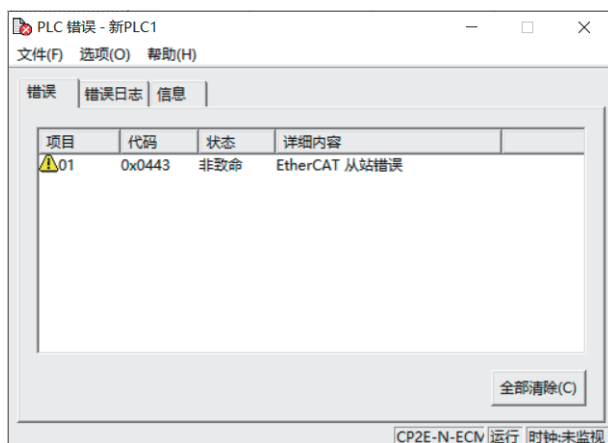 PLC 错误 - 新PLC1
文件(F) 选项(O) 帮助(H)
错误 错误日志 信息
项目 代码 状态 详细内容
01 0x0443 非致命 EtherCAT 从站错误
全部清除(C)
CP2E-N-ECM 运行 时钟:未监视